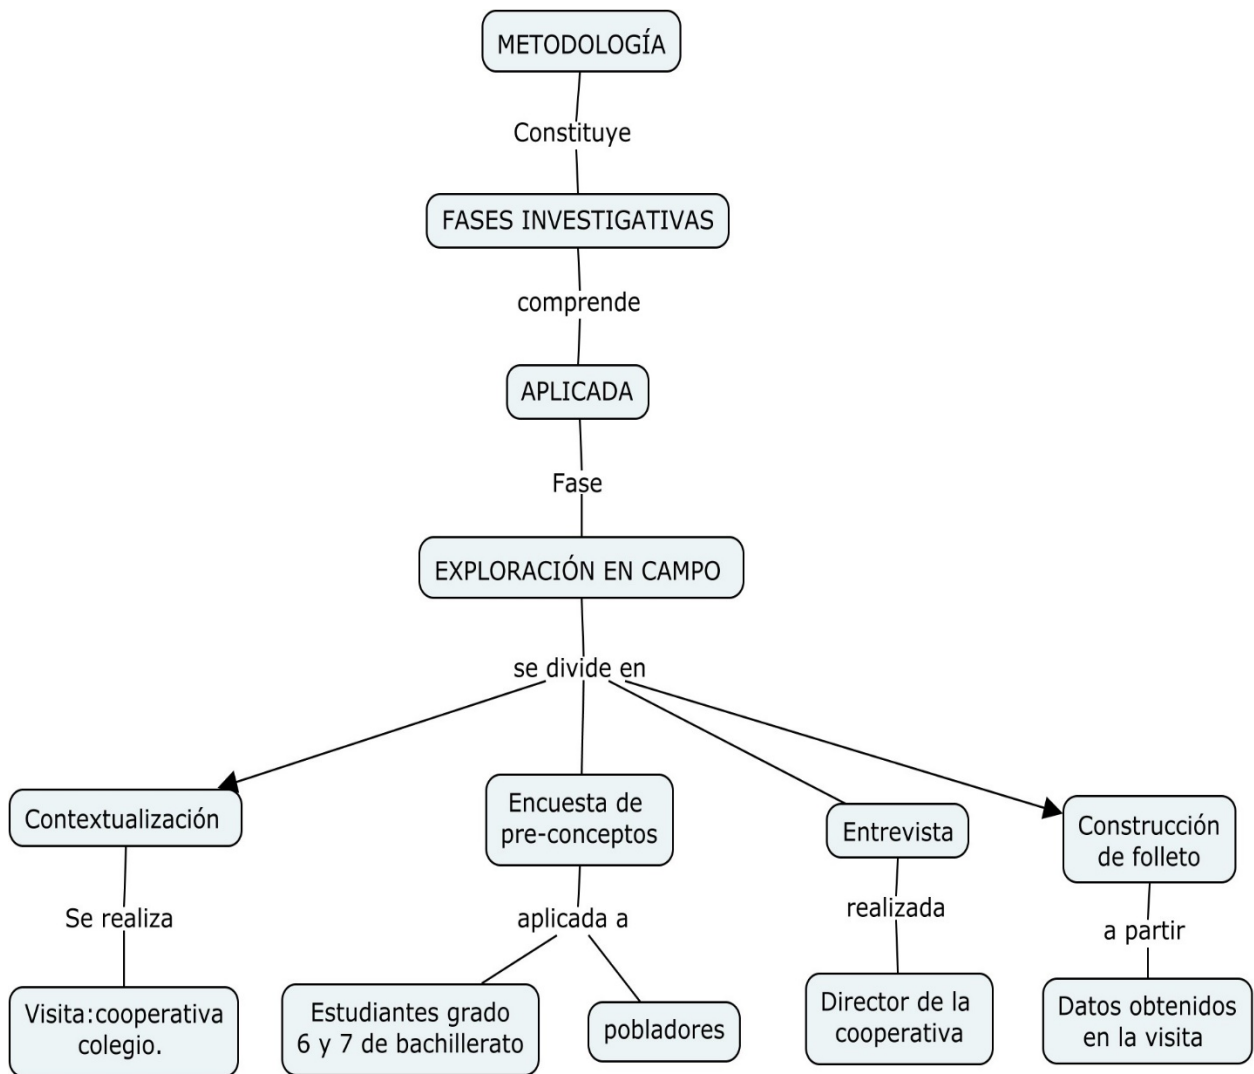 METODOLOGÍA
Constituye
FASES INVESTIGATIVAS
comprende
APLICADA
Fase
EXPLORACIÓN EN CAMPO
se divide en
Contextualización
Encuesta de
pre-conceptos
Entrevista
Construcción
de folleto
Se realiza
aplicada a
realizada
a partir
Visita:cooperativa
colegio.
Estudiantes grado
6 y 7 de bachillerato
pobladores
Director de la
cooperativa
Datos obtenidos
en la visita